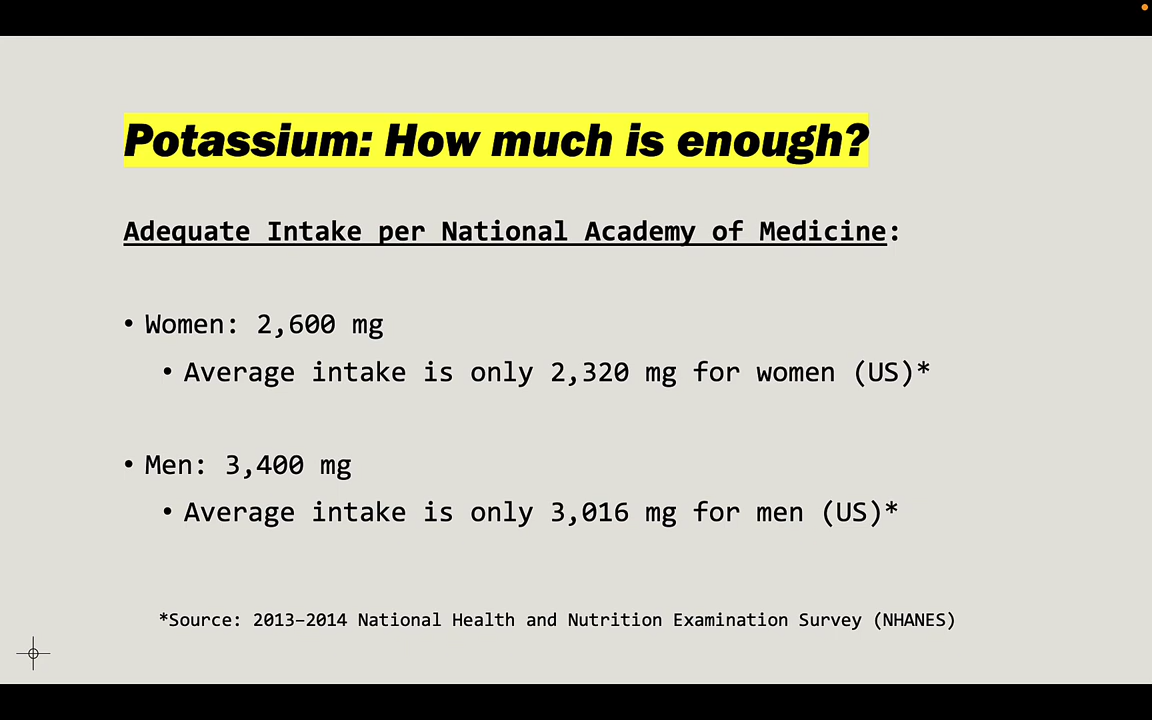 Potassium: How much is enough?
Adequate Intake per National Academy of Medicine:
• Women: 2,600 mg
• Average intake is only 2,320 mg for women (US)*
• Men: 3,400 mg
• Average intake is only 3,016 mg for men (US)*
*Source: 2013–2014 National Health and Nutrition Examination Survey (NHANES)